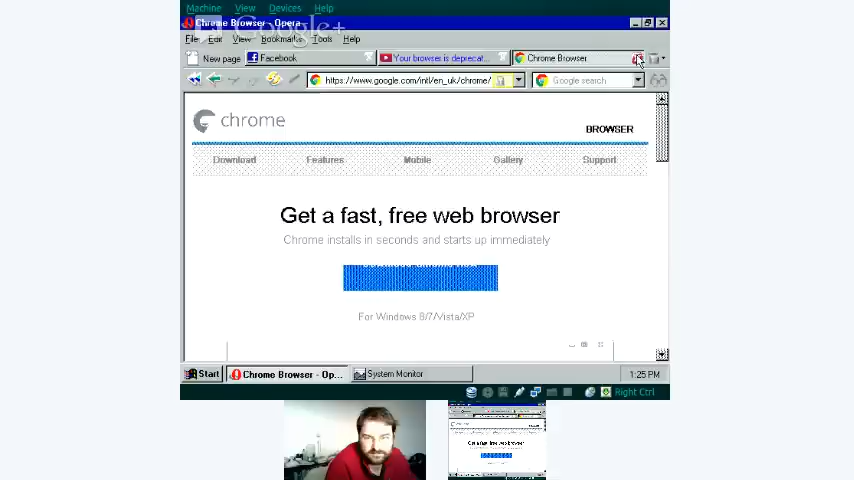 Machine View Devices Help
Google+
Chrome Browser - Opera
File Edit View Bookmarks Tools Help
New page Facebook Your browser is deprecat... Chrome Browser
https://www.google.com/intl/en_uk/chrome/ Google search
chrome
BROWSER
Download Features Mobile Gallery Support
Get a fast, free web browser
Chrome installs in seconds and starts up immediately
For Windows 8/7/Vista/XP
Start Chrome Browser - Op... System Monitor 1:25 PM
Right Ctrl